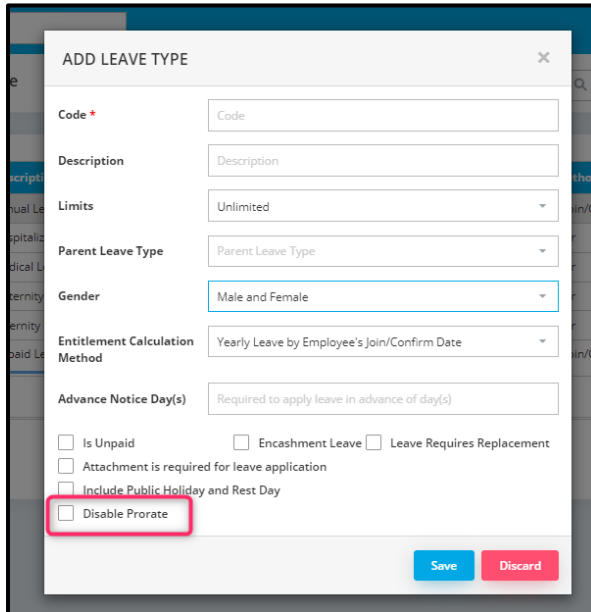 ADD LEAVE TYPE ×
e
Code * Code
Description Description
Limits Unlimited
Parent Leave Type Parent Leave Type
Gender Male and Female
Entitlement Calculation Method Yearly Leave by Employee's Join/Confirm Date
Advance Notice Day(s) Required to apply leave in advance of day(s)
Is Unpaid Encashment Leave Leave Requires Replacement
Attachment is required for leave application
Include Public Holiday and Rest Day
Disable Prorate
Save Discard